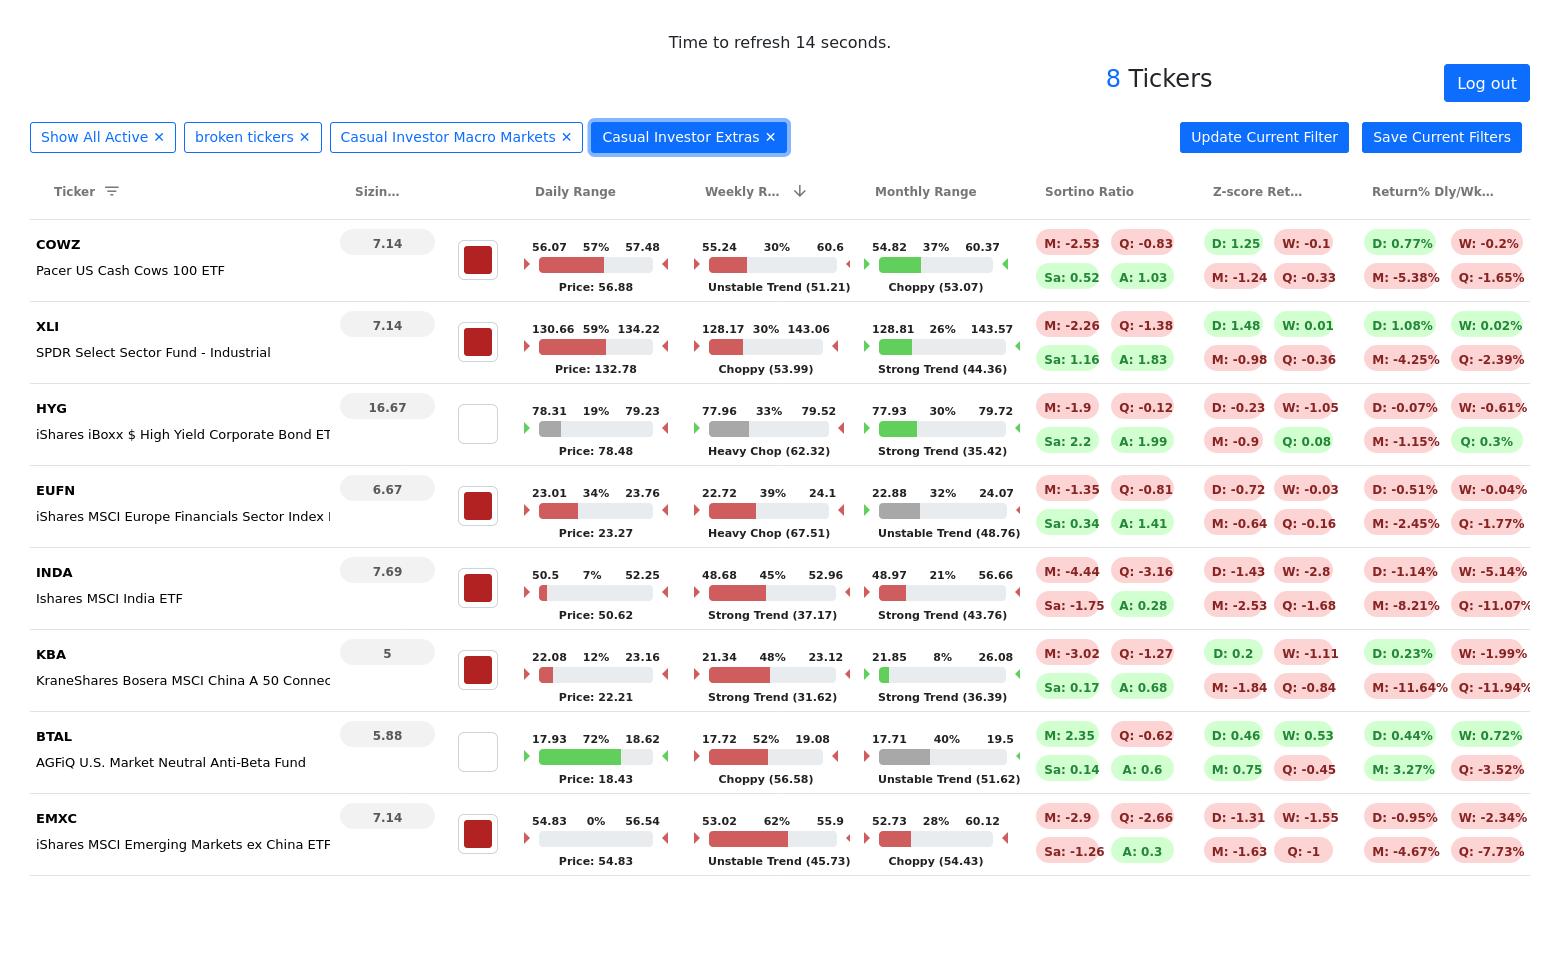 Time to refresh 14 seconds.
8 Tickers
Log out
Show All Active ✕ broken tickers ✕ Casual Investor Macro Markets ✕ Casual Investor Extras ✕ Update Current Filter Save Current Filters
Ticker Sizin… Daily Range Weekly R… Monthly Range Sortino Ratio Z-score Ret… Return% Dly/Wk…
COWZ 7.14 56.07 57% 57.48 55.24 30% 60.6 54.82 37% 60.37 M: -2.53 Q: -0.83 D: 1.25 W: -0.1 D: 0.77% W: -0.2%
Pacer US Cash Cows 100 ETF Sa: 0.52 A: 1.03 M: -1.24 Q: -0.33 M: -5.38% Q: -1.65%
Price: 56.88 Unstable Trend (51.21) Choppy (53.07)
XLI 7.14 130.66 59% 134.22 128.17 30% 143.06 128.81 26% 143.57 M: -2.26 Q: -1.38 D: 1.48 W: 0.01 D: 1.08% W: 0.02%
SPDR Select Sector Fund - Industrial Sa: 1.16 A: 1.83 M: -0.98 Q: -0.36 M: -4.25% Q: -2.39%
Price: 132.78 Choppy (53.99) Strong Trend (44.36)
HYG 16.67 78.31 19% 79.23 77.96 33% 79.52 77.93 30% 79.72 M: -1.9 Q: -0.12 D: -0.23 W: -1.05 D: -0.07% W: -0.61%
iShares iBoxx $ High Yield Corporate Bond ET Sa: 2.2 A: 1.99 M: -0.9 Q: 0.08 M: -1.15% Q: 0.3%
Price: 78.48 Heavy Chop (62.32) Strong Trend (35.42)
EUFN 6.67 23.01 34% 23.76 22.72 39% 24.1 22.88 32% 24.07 M: -1.35 Q: -0.81 D: -0.72 W: -0.03 D: -0.51% W: -0.04%
iShares MSCI Europe Financials Sector Index Sa: 0.34 A: 1.41 M: -0.64 Q: -0.16 M: -2.45% Q: -1.77%
Price: 23.27 Heavy Chop (67.51) Unstable Trend (48.76)
INDA 7.69 50.5 7% 52.25 48.68 45% 52.96 48.97 21% 56.66 M: -4.44 Q: -3.16 D: -1.43 W: -2.8 D: -1.14% W: -5.14%
Ishares MSCI India ETF Sa: -1.75 A: 0.28 M: -2.53 Q: -1.68 M: -8.21% Q: -11.07%
Price: 50.62 Strong Trend (37.17) Strong Trend (43.76)
KBA 5 22.08 12% 23.16 21.34 48% 23.12 21.85 8% 26.08 M: -3.02 Q: -1.27 D: 0.2 W: -1.11 D: 0.23% W: -1.99%
KraneShares Bosera MSCI China A 50 Connec Sa: 0.17 A: 0.68 M: -1.84 Q: -0.84 M: -11.64% Q: -11.94%
Price: 22.21 Strong Trend (31.62) Strong Trend (36.39)
BTAL 5.88 17.93 72% 18.62 17.72 52% 19.08 17.71 40% 19.5 M: 2.35 Q: -0.62 D: 0.46 W: 0.53 D: 0.44% W: 0.72%
AGFiQ U.S. Market Neutral Anti-Beta Fund Sa: 0.14 A: 0.6 M: 0.75 Q: -0.45 M: 3.27% Q: -3.52%
Price: 18.43 Choppy (56.58) Unstable Trend (51.62)
EMXC 7.14 54.83 0% 56.54 53.02 62% 55.9 52.73 28% 60.12 M: -2.9 Q: -2.66 D: -1.31 W: -1.55 D: -0.95% W: -2.34%
iShares MSCI Emerging Markets ex China ETF Sa: -1.26 A: 0.3 M: -1.63 Q: -1 M: -4.67% Q: -7.73%
Price: 54.83 Unstable Trend (45.73) Choppy (54.43)